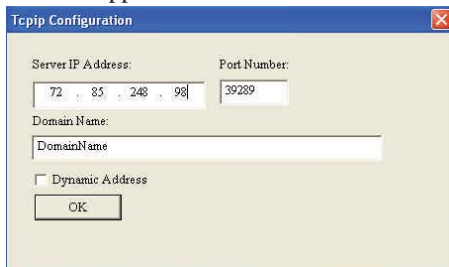 Tcpip Configuration
Server IP Address: Port Number:
72 . 85 . 248 . 98 39289
Domain Name:
DomainName
Dynamic Address
OK